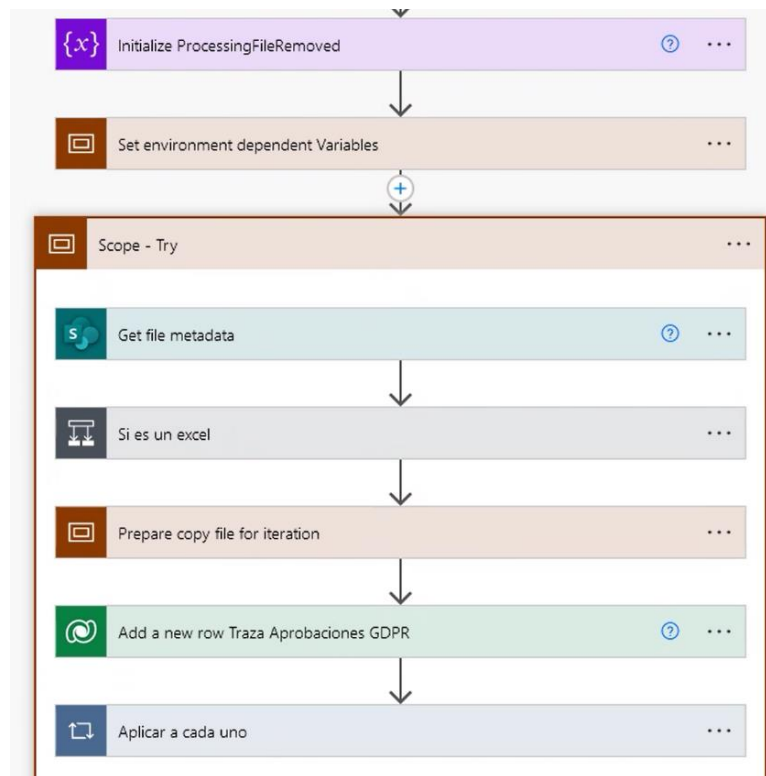 {x} Initialize ProcessingFileRemoved
Set environment dependent Variables
Scope - Try
S Get file metadata
Si es un excel
Prepare copy file for iteration
Add a new row Traza Aprobaciones GDPR
Aplicar a cada uno